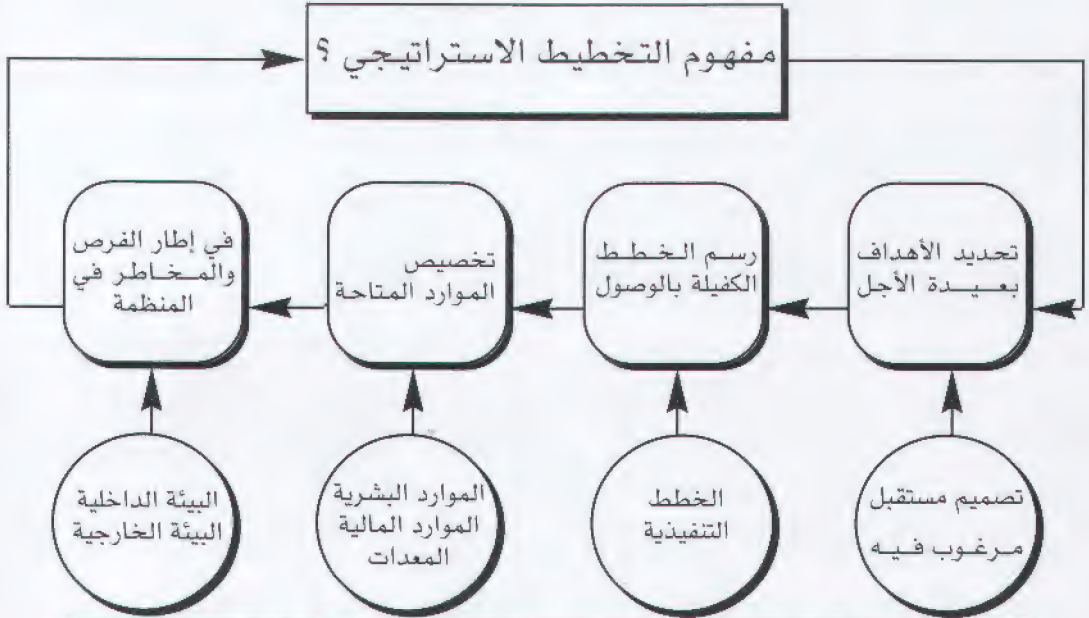 مفهوم التخطيط الاستراتيجي ؟
تحديد الأهداف
بعيدة الأجل
رسم الخطط
الكفيلة بالوصول
تخصيص
الموارد المتاحة
في إطار الفرص
والمخاطر في
المنظمة
تصميم مستقبل
مرغوب فيه
الخطط
التنفيذية
الموارد البشرية
الموارد المالية
المعدات
البيئة الداخلية
البيئة الخارجية